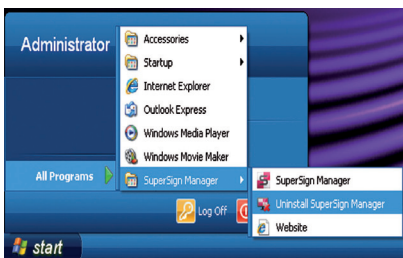 Administrator
Accessories
Startup
Internet Explorer
Outlook Express
Windows Media Player
Windows Movie Maker
All Programs
SuperSign Manager
SuperSign Manager
Uninstall SuperSign Manager
Website
Log Off
start